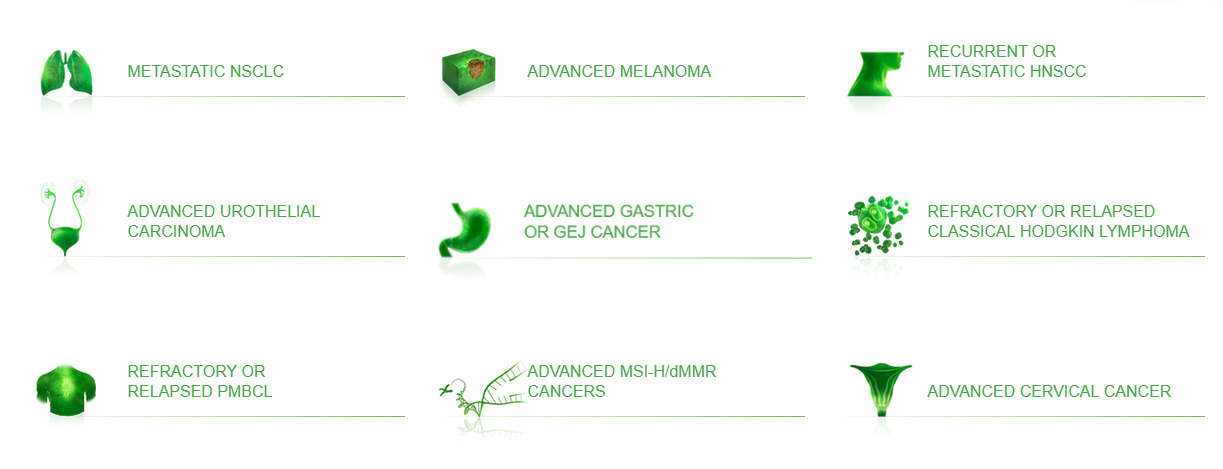 METASTATIC NSCLC
ADVANCED MELANOMA
RECURRENT OR
METASTATIC HNSCC
ADVANCED UROTHELIAL
CARCINOMA
ADVANCED GASTRIC
OR GEJ CANCER
REFRACTORY OR RELAPSED
CLASSICAL HODGKIN LYMPHOMA
REFRACTORY OR
RELAPSED PMBCL
ADVANCED MSI-H/dMMR
CANCERS
ADVANCED CERVICAL CANCER